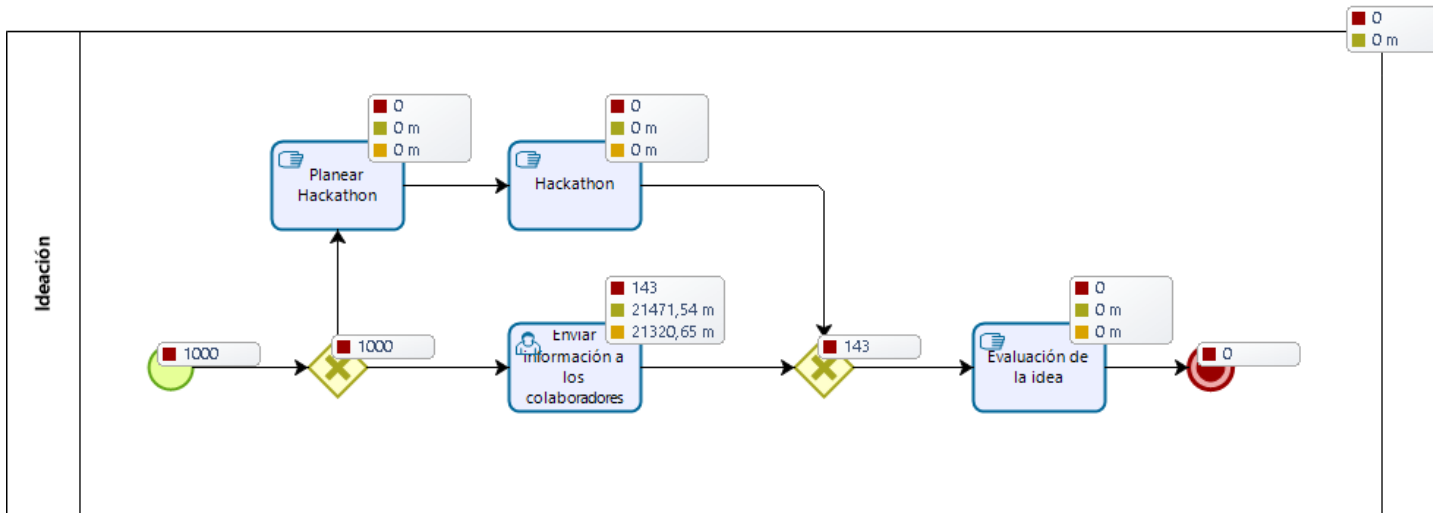 0
0 m
Ideación
0
0 m
0 m
Planear
Hackathon
0
0 m
0 m
Hackathon
1000
1000
143
21471,54 m
21320,65 m
Enviar
información a
los
colaboradores
143
0
0 m
0 m
Evaluación de
la idea
0